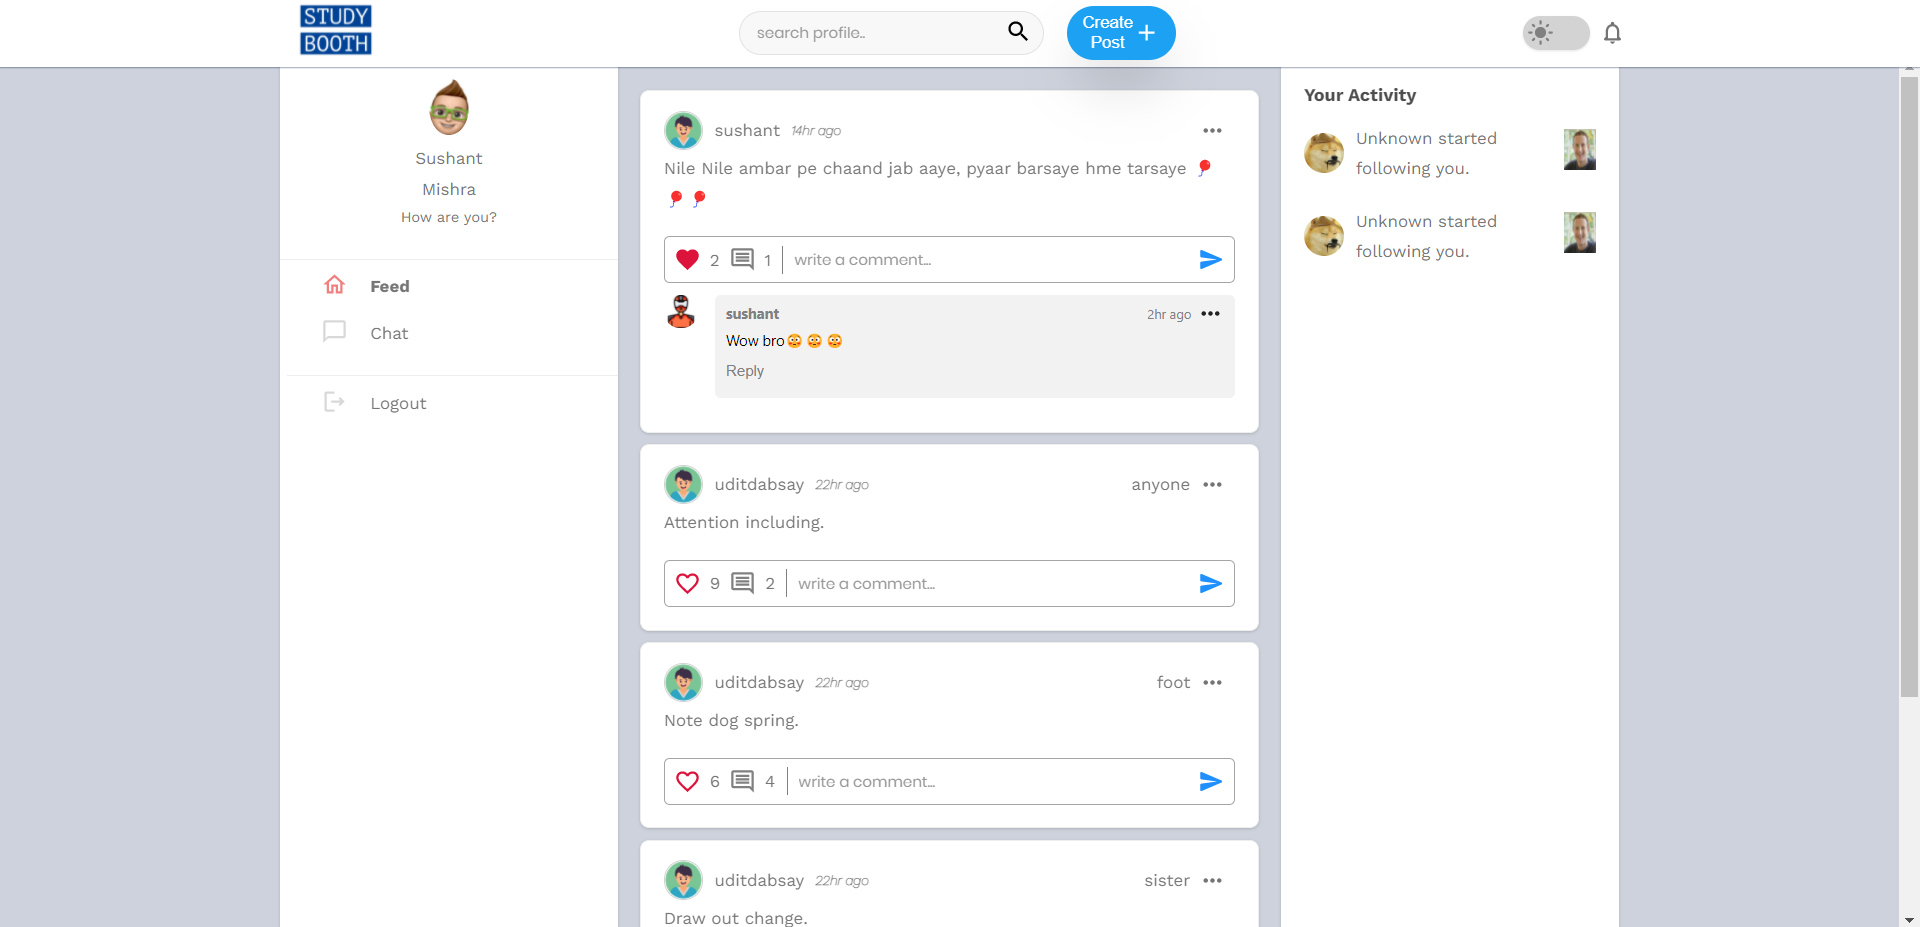 STUDY
BOOTH
search profile..
Create
Post
Sushant
Mishra
How are you?
Feed
Chat
Logout
sushant 14hr ago
Nile Nile ambar pe chaand jab aaye, pyaar barsaye hme tarsaye 🎈
🎈 🎈
2 1 write a comment...
sushant 2hr ago
Wow bro😳 😳 😳
Reply
uditdabsay 22hr ago anyone
Attention including.
9 2 write a comment...
uditdabsay 22hr ago foot
Note dog spring.
6 4 write a comment...
uditdabsay 22hr ago sister
Draw out change.
Your Activity
Unknown started
following you.
Unknown started
following you.